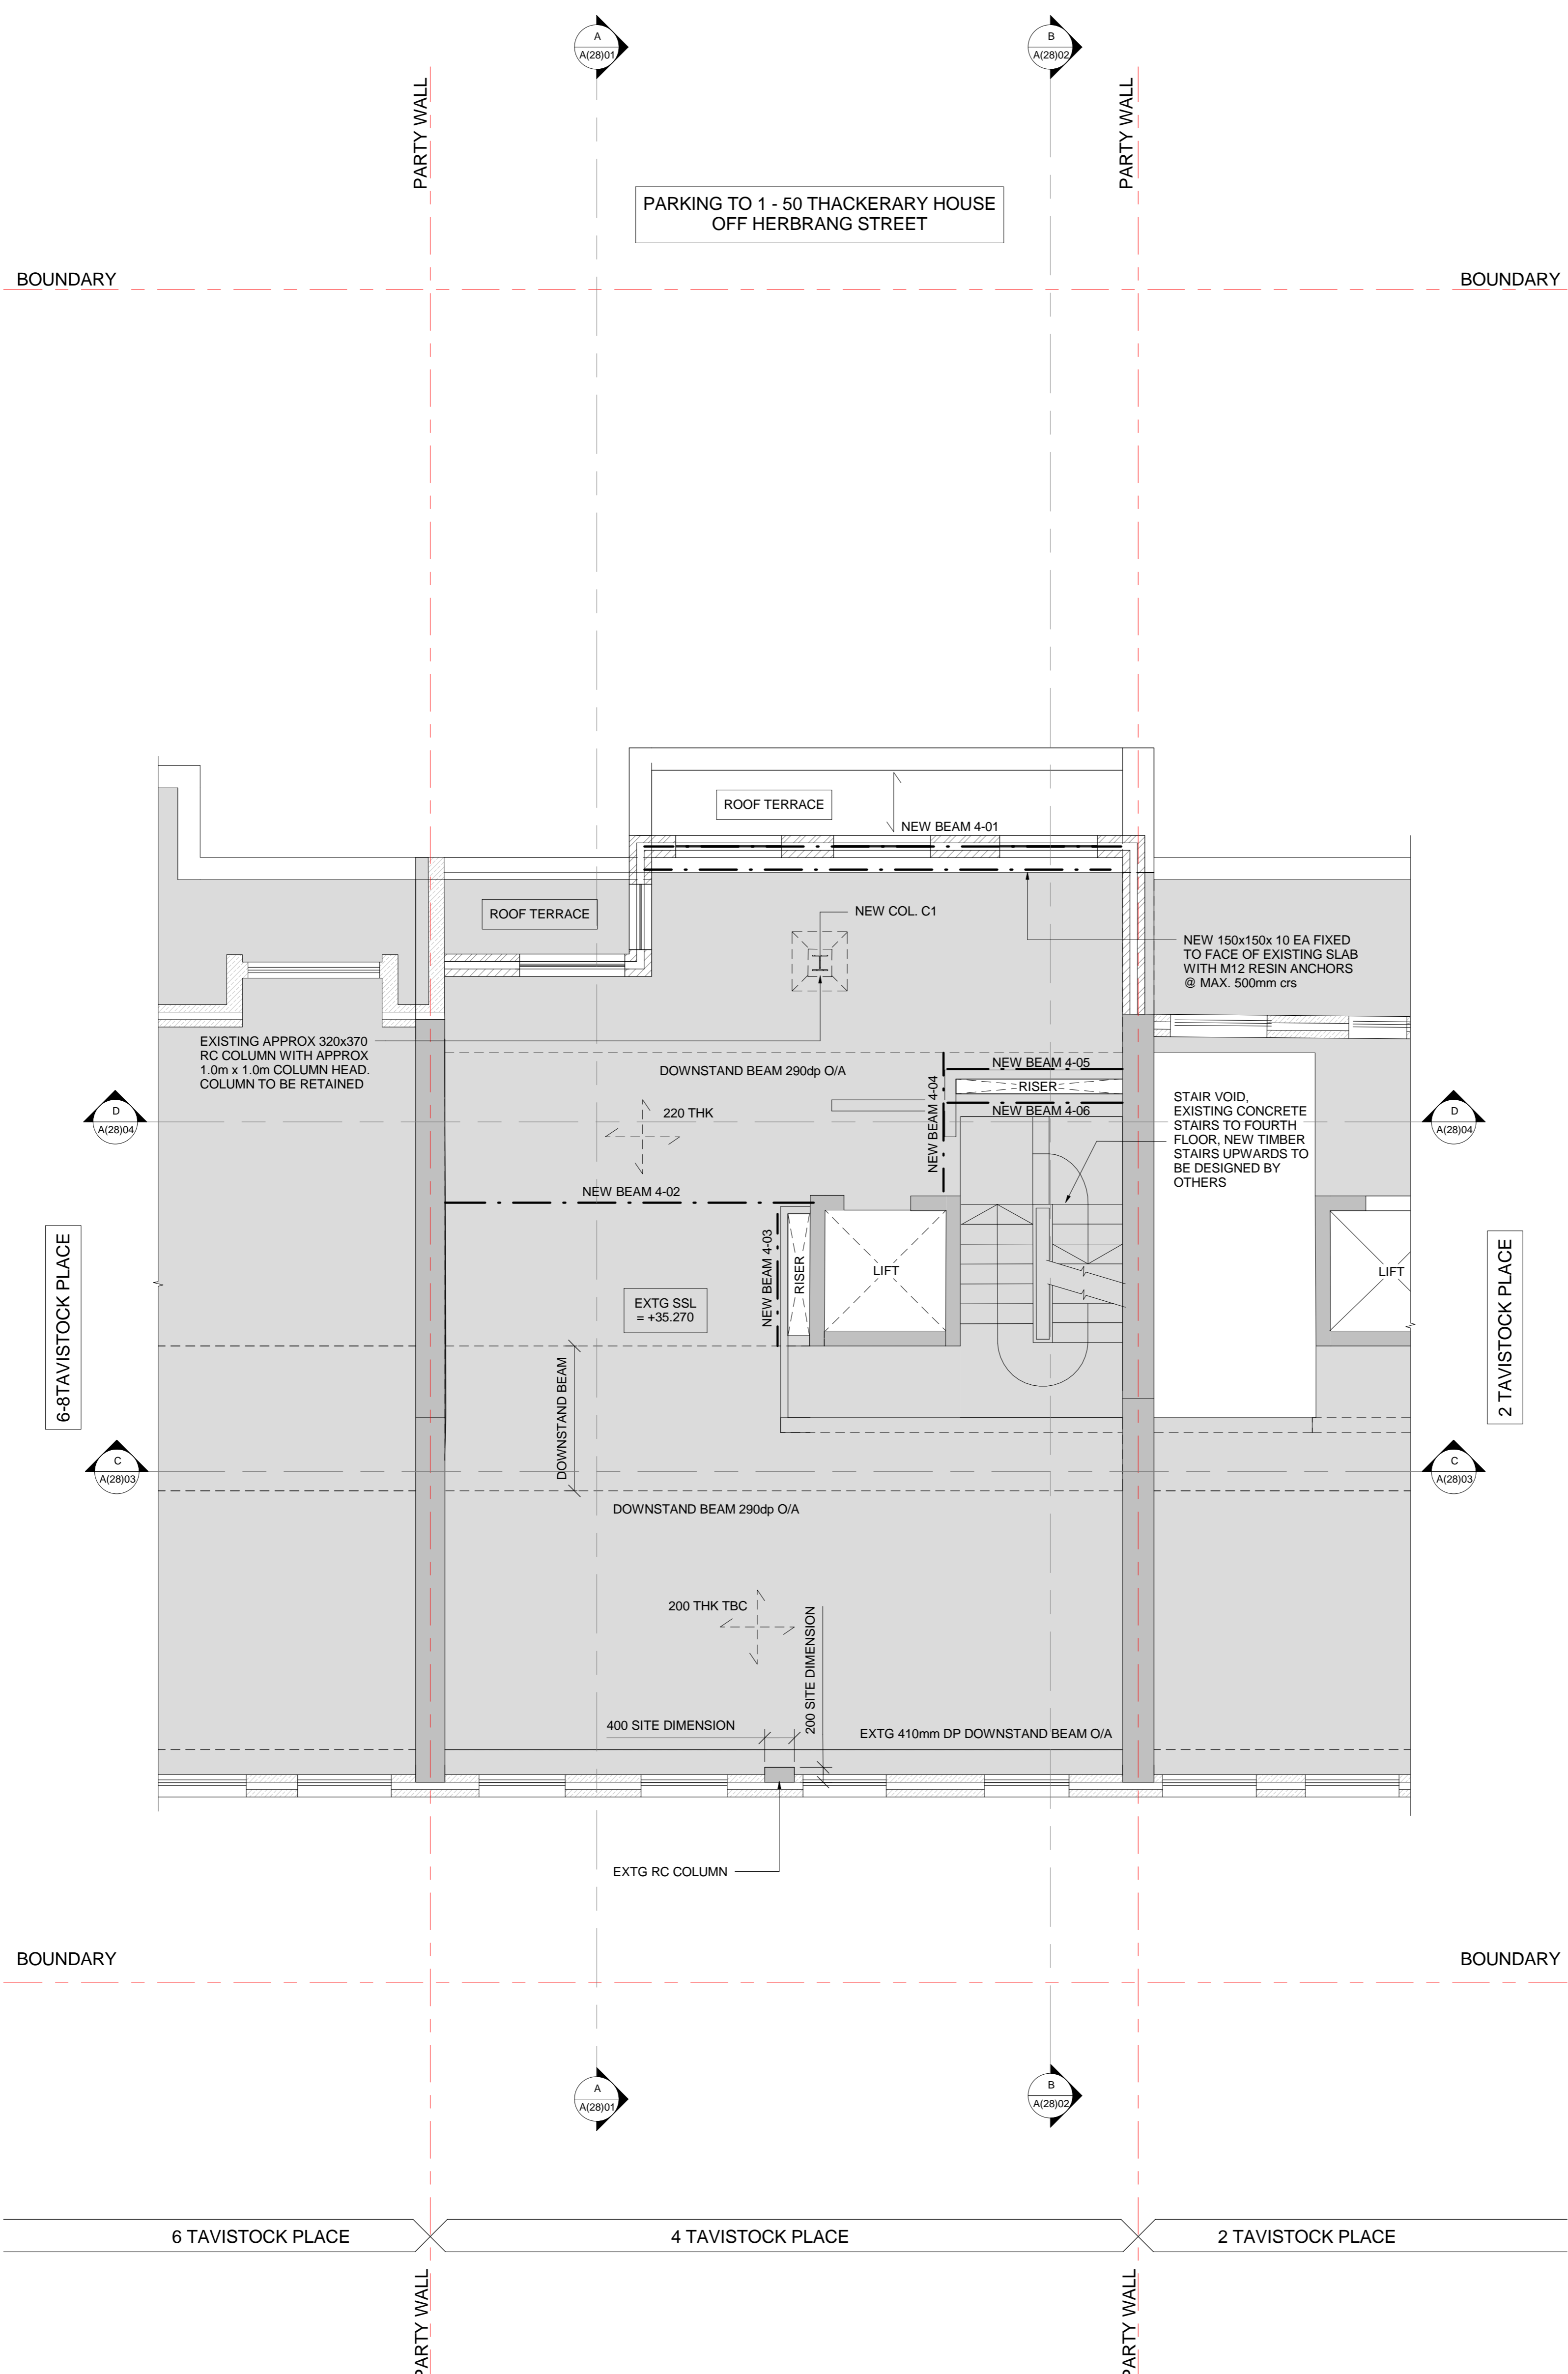 A
A(28)01
B
A(28)02
PARTY WALL
PARTY WALL
PARKING TO 1 - 50 THACKERARY HOUSE
OFF HERBRANG STREET
BOUNDARY
BOUNDARY
ROOF TERRACE
NEW BEAM 4-01
ROOF TERRACE
NEW COL. C1
NEW 150x150x 10 EA FIXED
TO FACE OF EXISTING SLAB
WITH M12 RESIN ANCHORS
@ MAX. 500mm crs
EXISTING APPROX 320x370
RC COLUMN WITH APPROX
1.0m x 1.0m COLUMN HEAD.
COLUMN TO BE RETAINED
DOWNSTAND BEAM 290dp O/A
NEW BEAM 4-05
RISER
NEW BEAM 4-06
NEW BEAM 4-04
STAIR VOID,
EXISTING CONCRETE
STAIRS TO FOURTH
FLOOR, NEW TIMBER
STAIRS UPWARDS TO
BE DESIGNED BY
OTHERS
D
A(28)04
220 THK
D
A(28)04
NEW BEAM 4-02
NEW BEAM 4-03
RISER
LIFT
LIFT
6-8TAVISTOCK PLACE
EXTG SSL
= +35.270
2 TAVISTOCK PLACE
DOWNSTAND BEAM
C
A(28)03
C
A(28)03
DOWNSTAND BEAM 290dp O/A
200 THK TBC
200 SITE DIMENSION
400 SITE DIMENSION
EXTG 410mm DP DOWNSTAND BEAM O/A
EXTG RC COLUMN
BOUNDARY
BOUNDARY
A
A(28)01
B
A(28)02
6 TAVISTOCK PLACE
4 TAVISTOCK PLACE
2 TAVISTOCK PLACE
PARTY WALL
PARTY WALL